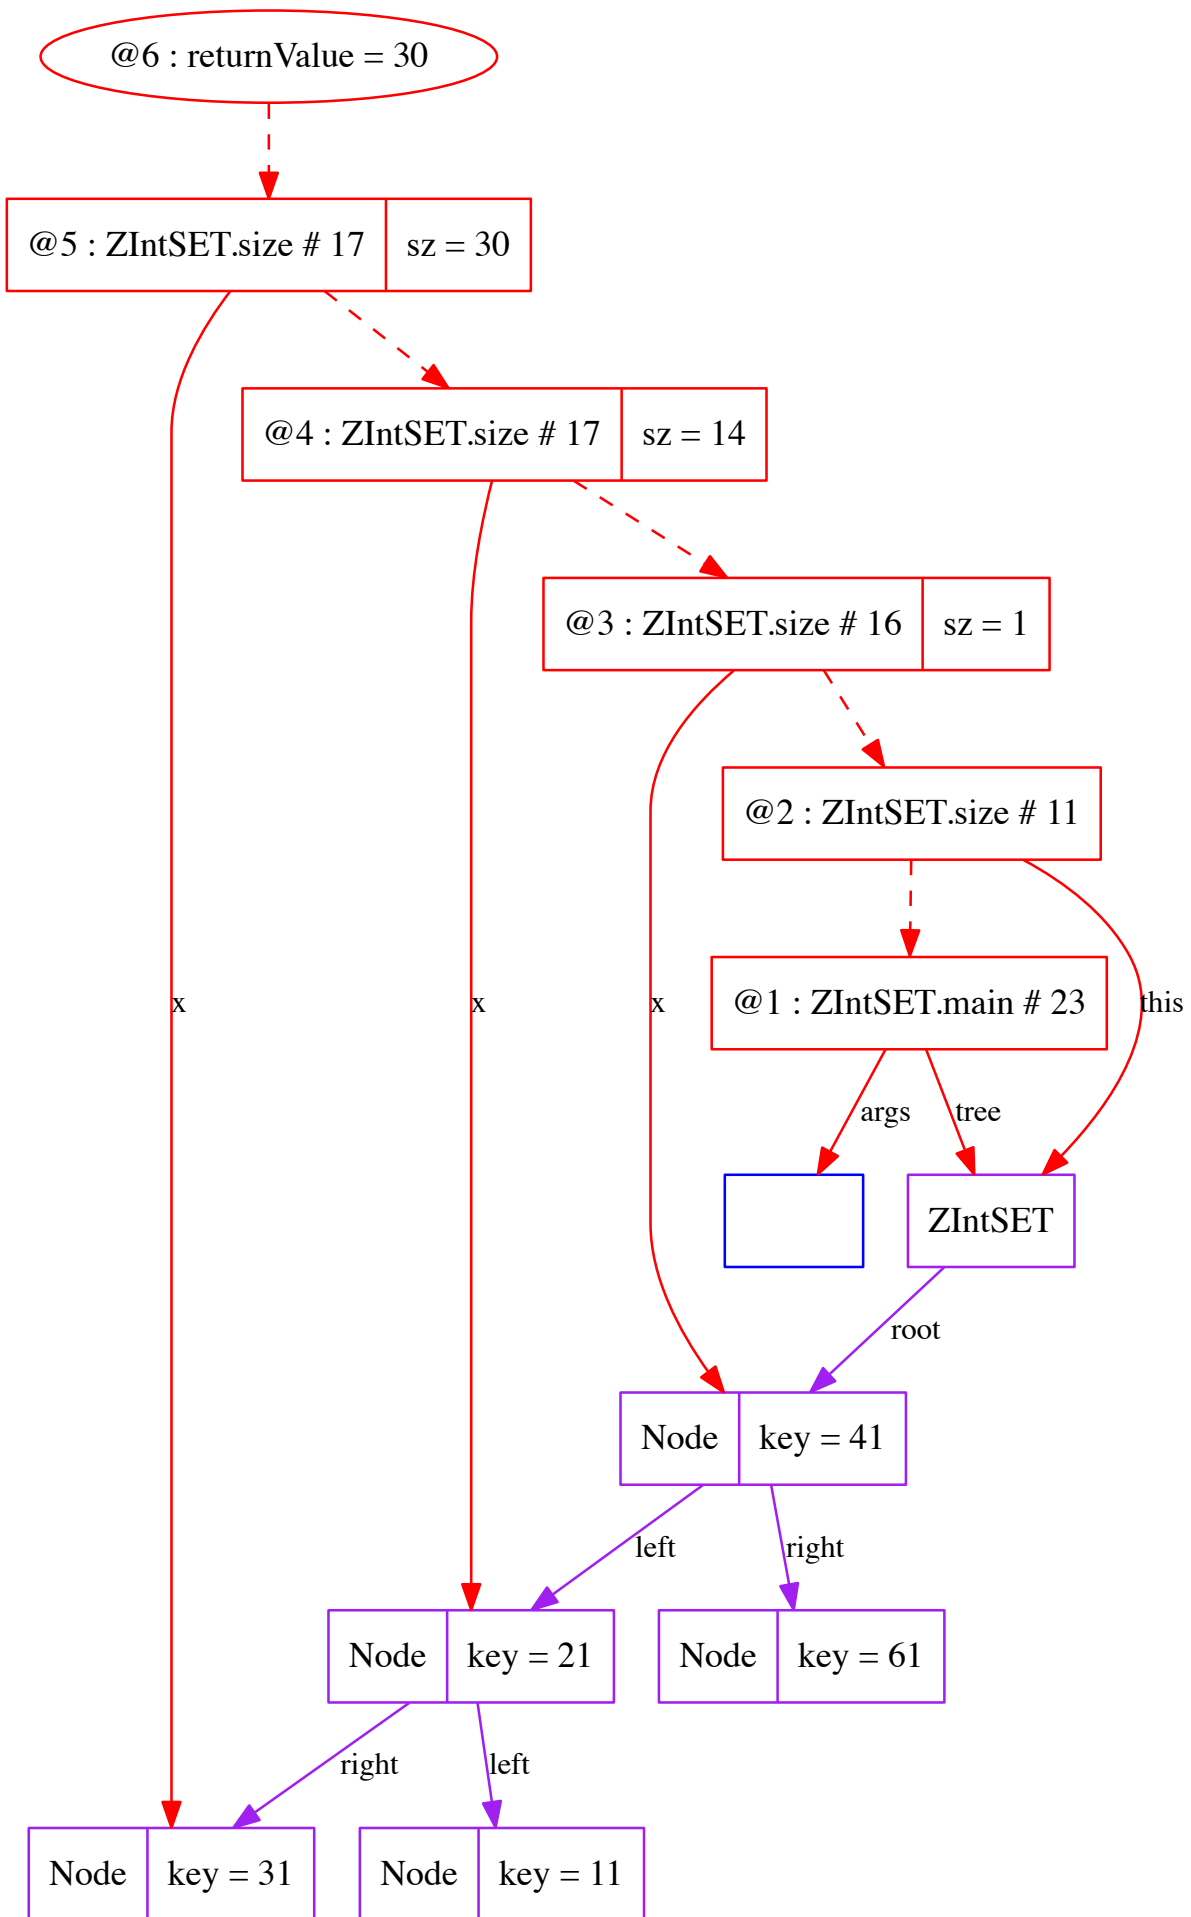 @6 : returnValue = 30
@5 : ZIntSET.size # 17
sz = 30
@4 : ZIntSET.size # 17
sz = 14
@3 : ZIntSET.size # 16
sz = 1
@2 : ZIntSET.size # 11
x
x
x
@1 : ZIntSET.main # 23
this
args
tree
ZIntSET
root
Node
key = 41
left
right
Node
key = 21
Node
key = 61
right
left
Node
key = 31
Node
key = 11